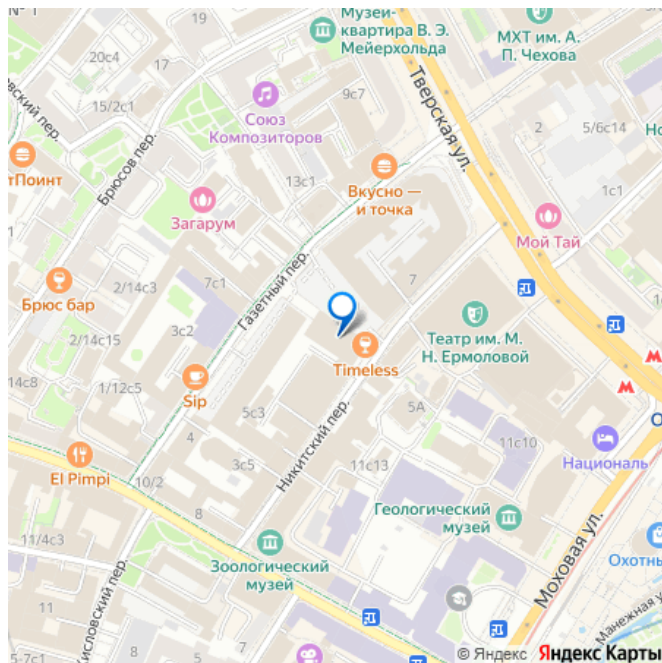 № 1
19
Музей-
квартира В. Э.
Мейерхольда
МХТ им. А.
П. Чехова
20с4
17
15/2с1
овский пер.
Союз
Композиторов
9с7
Тверская ул.
2
5/6с14
Но
тПоинт
Брюсов пер.
13с1
Вкусно —
и точка
1с1
Загарум
Мой Тай
Газетный пер.
7с1
7
2/14с3
Брюс бар
3с2
2/14с15
Театр им. М.
Н. Ермоловой
Timeless
14с8
1/12с5
Sip
5с3
5А
4
Никитский пер.
11с10
О
Националь
El Pimpi
3с5
10/2
11с13
8
Геологический
музей
Моховая ул.
11/4с3
Зоологический
музей
Охотны
Кисловский пер.
11
Манежная у
5-7с1
© Яндекс Яндекс Карты